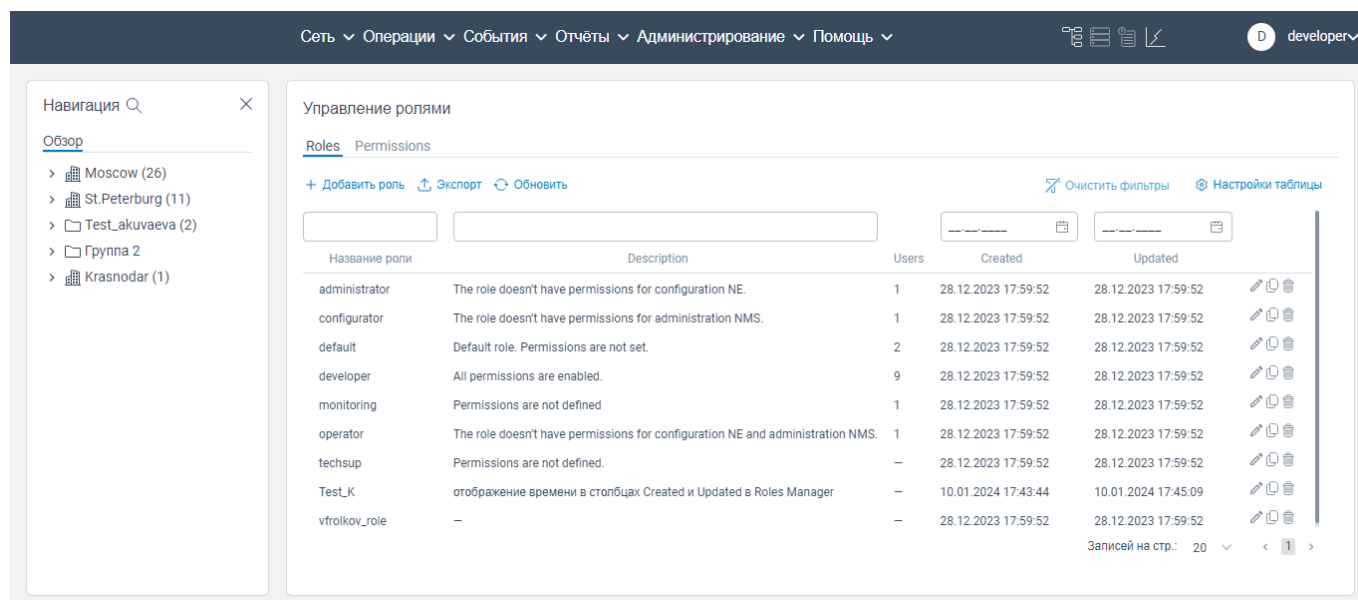 Сеть Операции События Отчёты Администрирование Помощь D developer
Навигация
Обзор
Moscow (26)
St.Peterburg (11)
Test_akuvaeva (2)
Группа 2
Krasnodar (1)
Управление ролями
Roles Permissions
+ Добавить роль Экспорт Обновить Очистить фильтры Настройки таблицы
__.__.____ __.__.____
Название роли Description Users Created Updated
administrator The role doesn't have permissions for configuration NE. 1 28.12.2023 17:59:52 28.12.2023 17:59:52
configurator The role doesn't have permissions for administration NMS. 1 28.12.2023 17:59:52 28.12.2023 17:59:52
default Default role. Permissions are not set. 2 28.12.2023 17:59:52 28.12.2023 17:59:52
developer All permissions are enabled. 9 28.12.2023 17:59:52 28.12.2023 17:59:52
monitoring Permissions are not defined 1 28.12.2023 17:59:52 28.12.2023 17:59:52
operator The role doesn't have permissions for configuration NE and administration NMS. 1 28.12.2023 17:59:52 28.12.2023 17:59:52
techsup Permissions are not defined. – 28.12.2023 17:59:52 28.12.2023 17:59:52
Test_K отображение времени в столбцах Created и Updated в Roles Manager – 10.01.2024 17:43:44 10.01.2024 17:45:09
vfrolkov_role – – 28.12.2023 17:59:52 28.12.2023 17:59:52
Записей на стр.: 20 < 1 >